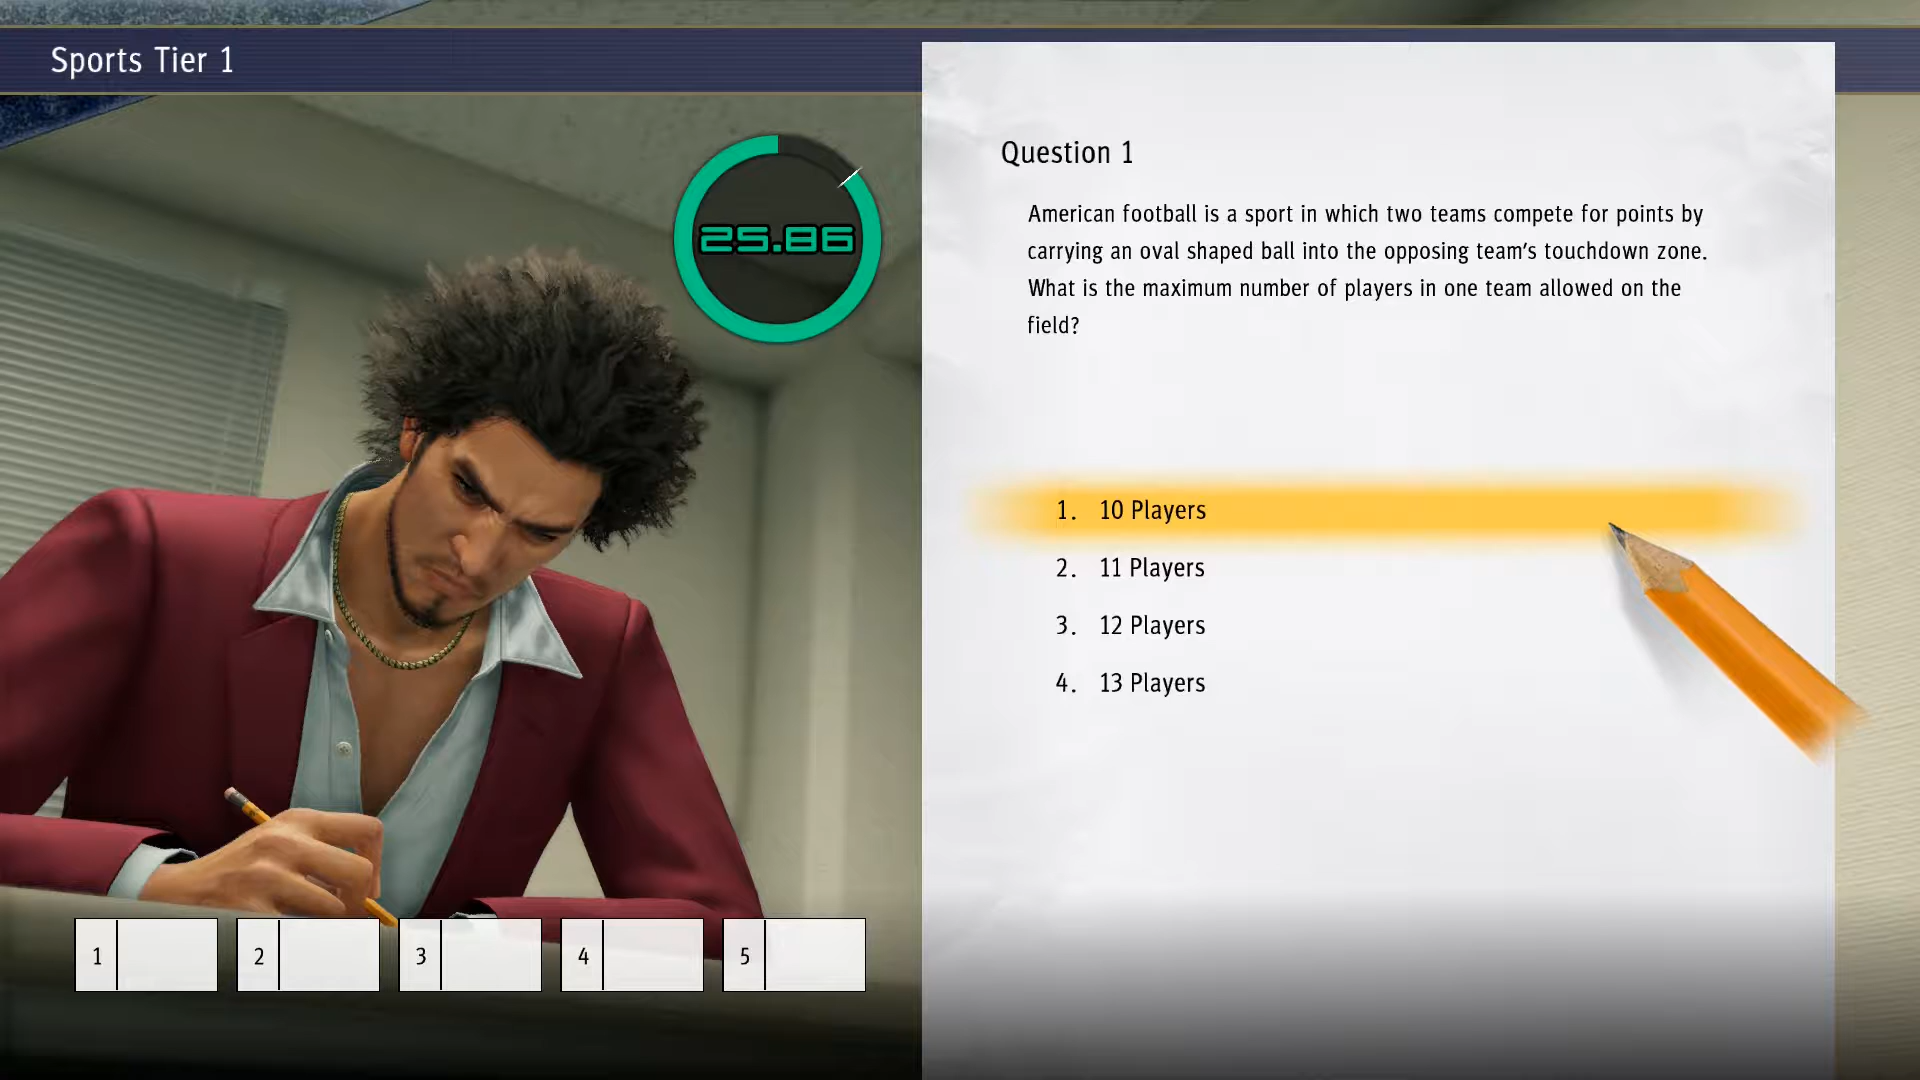 Sports Tier 1
25.86
Question 1
American football is a sport in which two teams compete for points by
carrying an oval shaped ball into the opposing team's touchdown zone.
What is the maximum number of players in one team allowed on the
field?
1. 10 Players
2. 11 Players
3. 12 Players
4. 13 Players
1 2 3 4 5